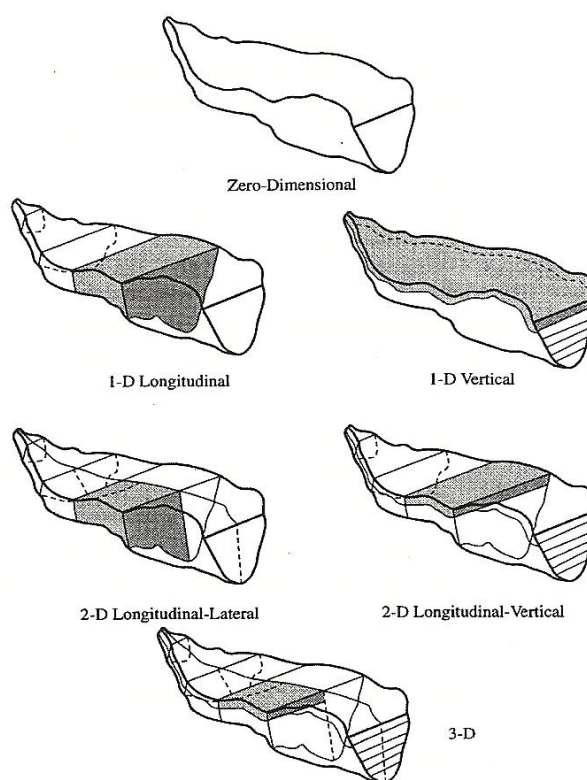 Zero-Dimensional
1-D Longitudinal
1-D Vertical
2-D Longitudinal-Lateral
2-D Longitudinal-Vertical
3-D